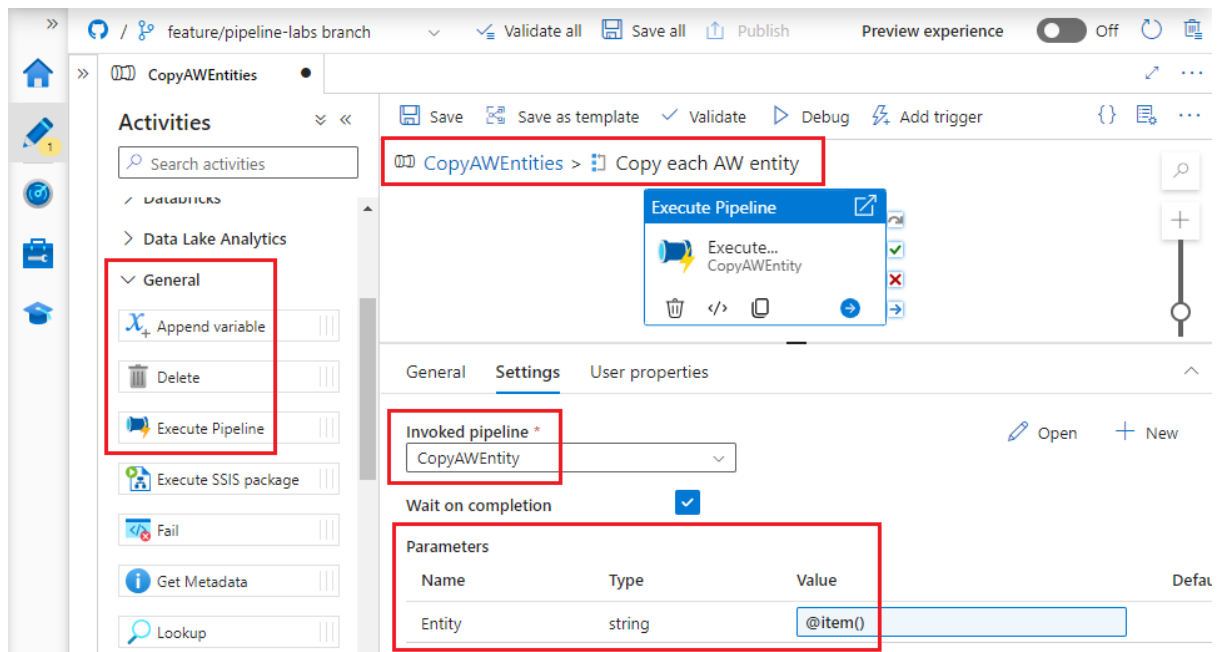 / feature/pipeline-labs branch Validate all Save all Publish Preview experience Off
CopyAWEntities
1
Activities
Search activities
Databricks
Data Lake Analytics
General
Append variable
Delete
Execute Pipeline
Execute SSIS package
Fail
Get Metadata
Lookup
Save Save as template Validate Debug Add trigger {}
CopyAWEntities > Copy each AW entity
Execute Pipeline
Execute...
CopyAWEntity
General Settings User properties
Invoked pipeline *
Open New
CopyAWEntity
Wait on completion
Parameters
Name Type Value Defau
Entity string @item()